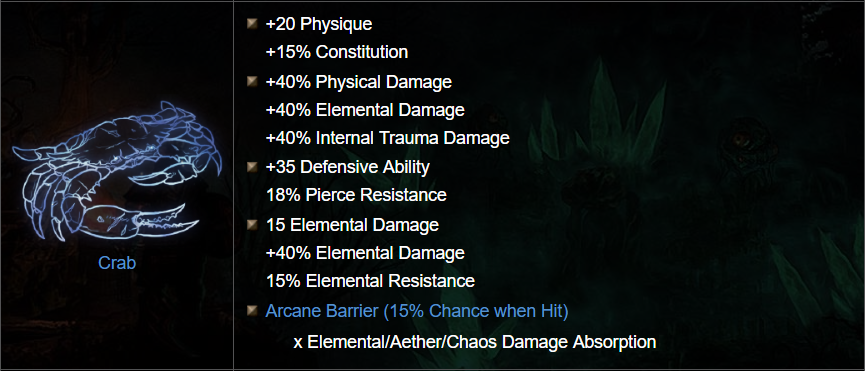 +20 Physique
+15% Constitution
+40% Physical Damage
+40% Elemental Damage
+40% Internal Trauma Damage
+35 Defensive Ability
18% Pierce Resistance
15 Elemental Damage
+40% Elemental Damage
15% Elemental Resistance
Arcane Barrier (15% Chance when Hit)
x Elemental/Aether/Chaos Damage Absorption
Crab